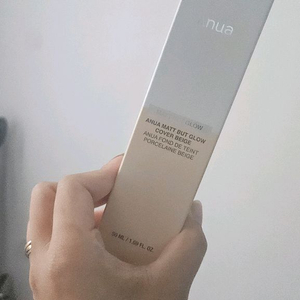 nua
GLOW
ANUA MATT BUT GLOW
COVER BEIGE
ANUA FOND DE TEINT
PORCELAINE BEIGE